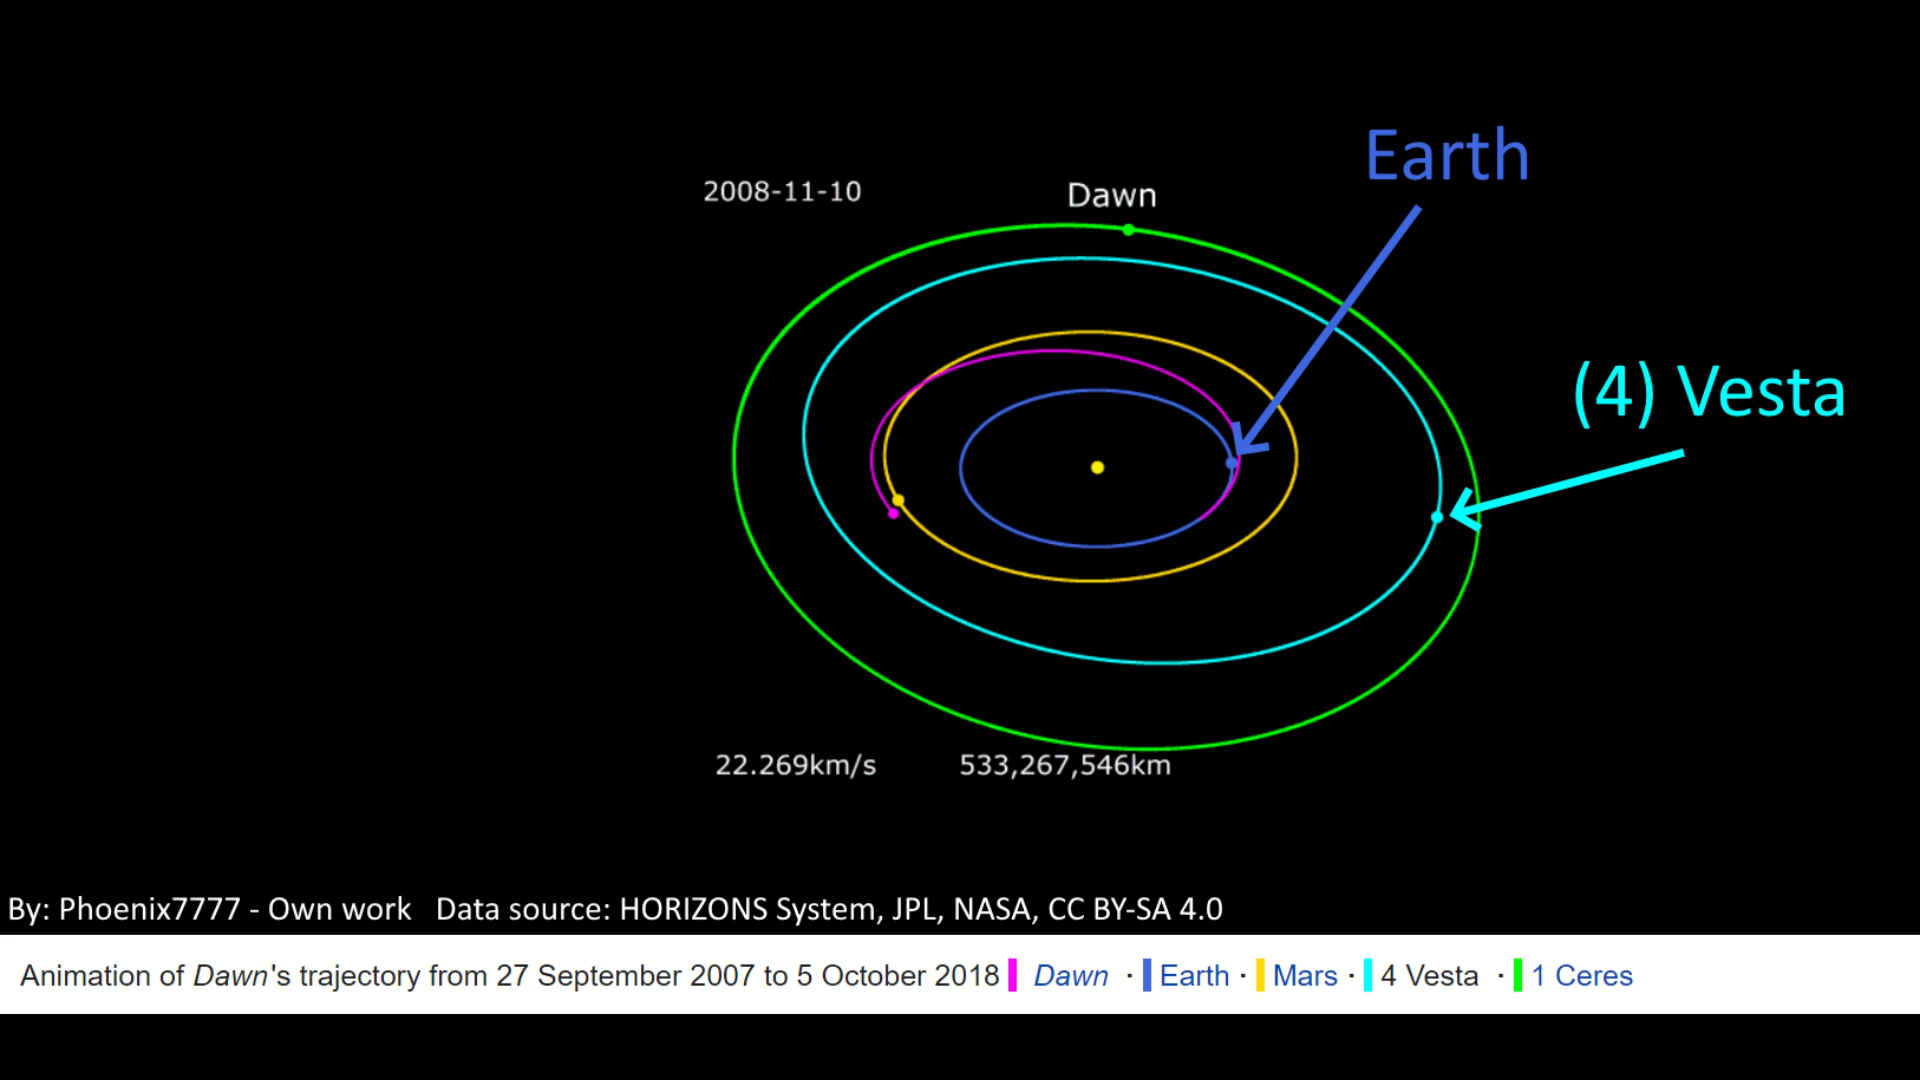 Earth
2008-11-10
Dawn
(4) Vesta
22.269km/s
533,267,546km
By: Phoenix7777 - Own work   Data source: HORIZONS System, JPL, NASA, CC BY-SA 4.0
Animation of Dawn's trajectory from 27 September 2007 to 5 October 2018 Dawn · Earth · Mars · 4 Vesta · 1 Ceres